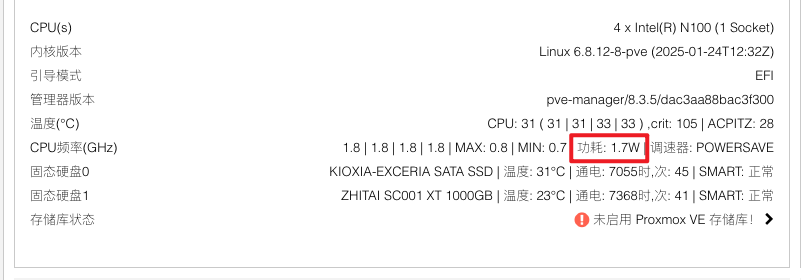 CPU(s) 4 x Intel(R) N100 (1 Socket)
内核版本 Linux 6.8.12-8-pve (2025-01-24T12:32Z)
引导模式 EFI
管理器版本 pve-manager/8.3.5/dac3aa88bac3f300
温度(°C) CPU: 31 ( 31 | 31 | 33 | 33 ) ,crit: 105 | ACPITZ: 28
CPU频率(GHz) 1.8 | 1.8 | 1.8 | 1.8 | MAX: 0.8 | MIN: 0.7 | 功耗: 1.7W | 调速器: POWERSAVE
固态硬盘0 KIOXIA-EXCERIA SATA SSD | 温度: 31°C | 通电: 7055时,次: 41 | SMART: 正常
固态硬盘1 ZHITAI SC001 XT 1000GB | 温度: 23°C | 通电: 7368时,次: 45 | SMART: 正常
存储库状态 未启用 Proxmox VE 存储库!